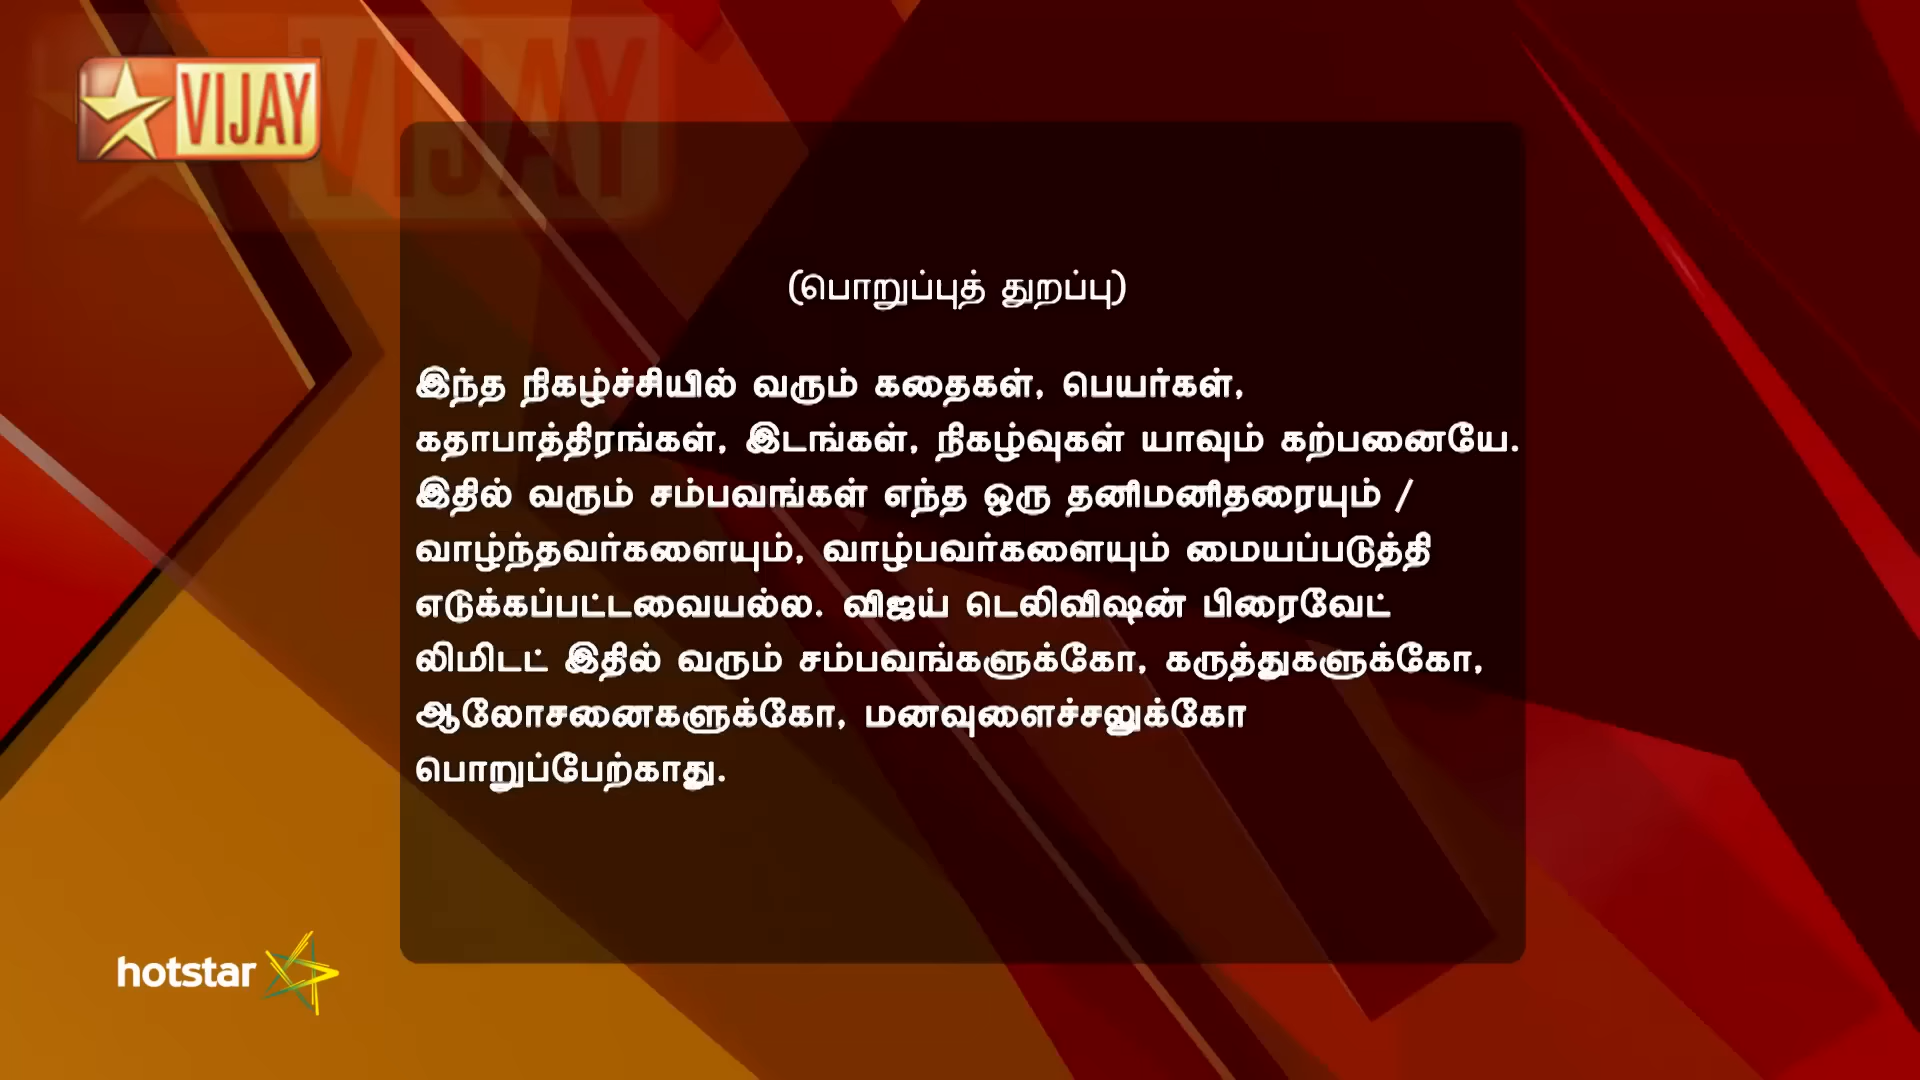 VIJAY
VIJAY
(பொறுப்புத் துறப்பு)
இந்த நிகழ்ச்சியில் வரும் கதைகள், பெயர்கள்,
கதாபாத்திரங்கள், இடங்கள், நிகழ்வுகள் யாவும் கற்பனையே.
இதில் வரும் சம்பவங்கள் எந்த ஒரு தனிமனிதரையும் /
வாழ்ந்தவர்களையும், வாழ்பவர்களையும் மையப்படுத்தி
எடுக்கப்பட்டவையல்ல. விஜய் டெலிவிஷன் பிரைவேட்
லிமிடட் இதில் வரும் சம்பவங்களுக்கோ, கருத்துகளுக்கோ,
ஆலோசனைகளுக்கோ, மனவுளைச்சலுக்கோ
பொறுப்பேற்காது.
hotstar